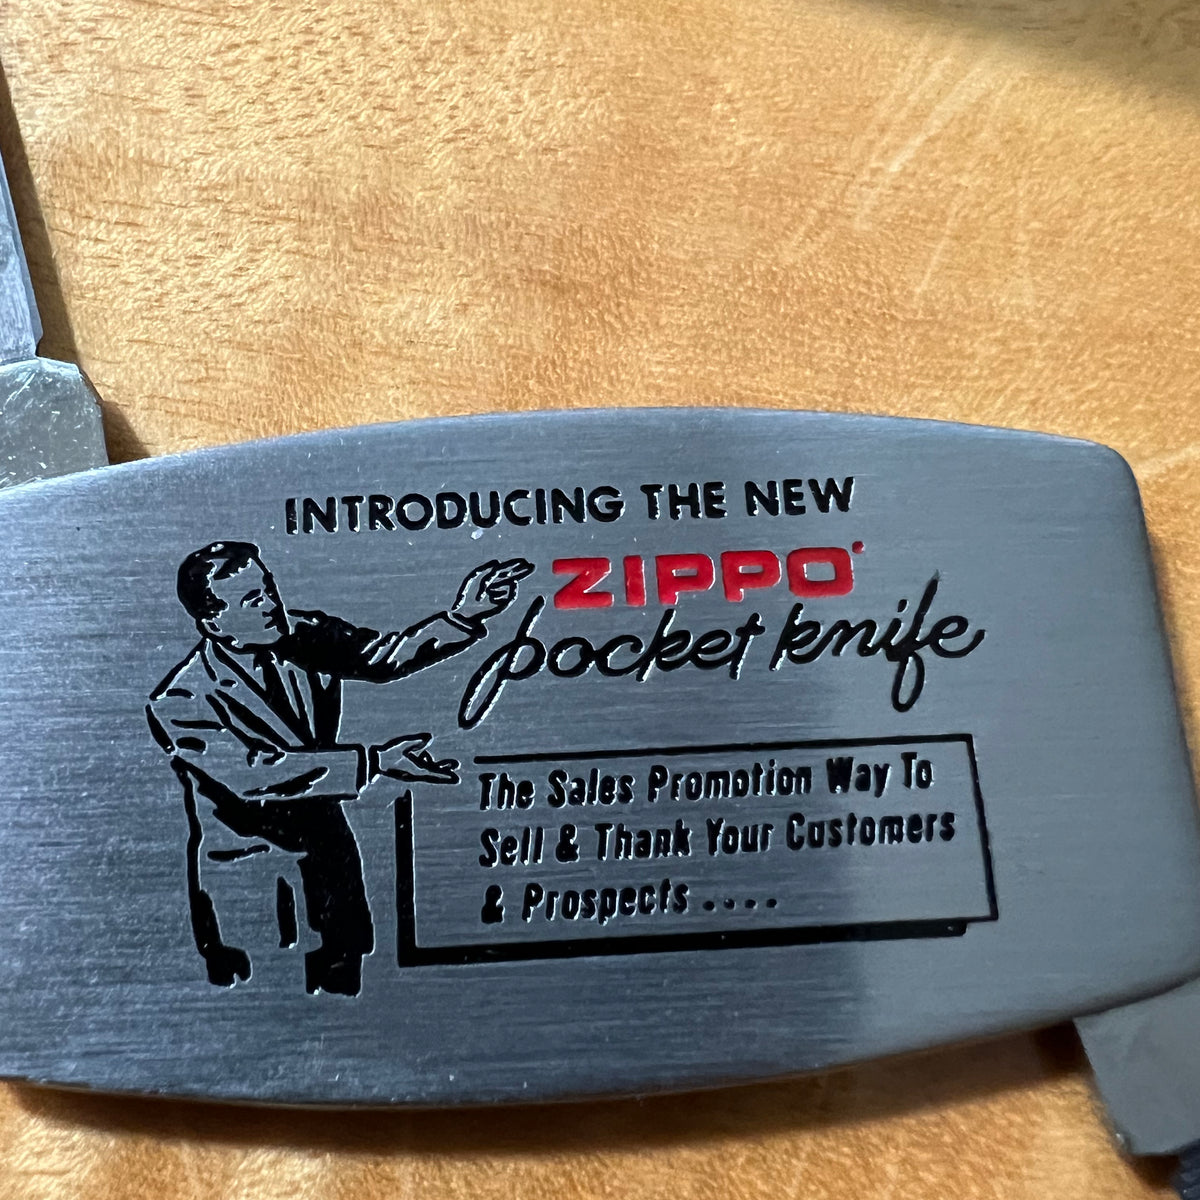 INTRODUCING THE NEW
ZIPPO
pocket knife
The Sales Promotion Way To
Sell & Thank Your Customers
& Prospects....